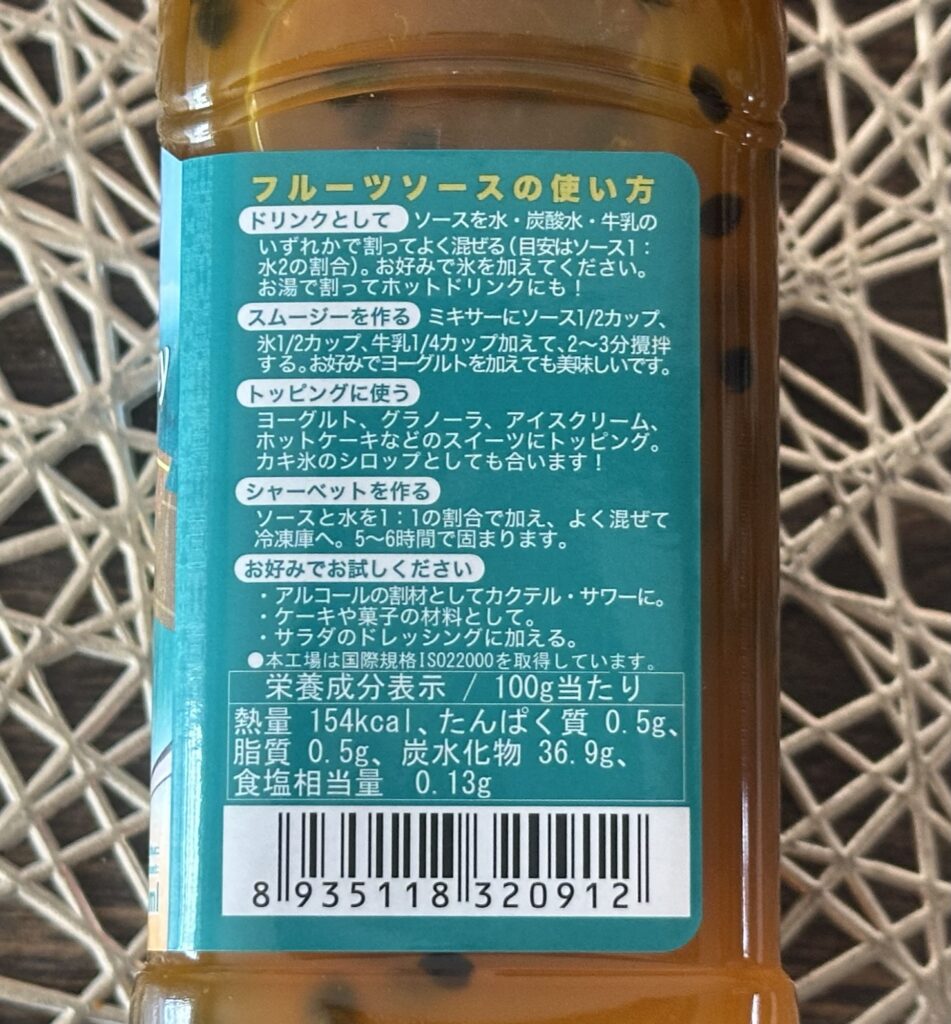 フルーツソースの使い方
ドリンクとして ソースを水・炭酸水・牛乳の
いずれかで割ってよく混ぜる(目安はソース1:
水2の割合)。お好みで氷を加えてください。
お湯で割ってホットドリンクにも!
スムージーを作る ミキサーにソース1/2カップ、
氷1/2カップ、牛乳1/4カップ加えて、2〜3分攪拌
する。お好みでヨーグルトを加えても美味しいです。
トッピングに使う
ヨーグルト、グラノーラ、アイスクリーム、
ホットケーキなどのスイーツにトッピング。
カキ氷のシロップとしても合います!
シャーベットを作る
ソースと水を1:1の割合で加え、よく混ぜて
冷凍庫へ。5〜6時間で固まります。
お好みでお試しください
・アルコールの割材としてカクテル・サワーに。
・ケーキや菓子の材料として。
・サラダのドレッシングに加える。
●本工場は国際規格ISO22000を取得しています。
栄養成分表示 / 100g当たり
熱量 154kcal、たんぱく質 0.5g、
脂質 0.5g、炭水化物 36.9g、
食塩相当量 0.13g
8 935118 320912